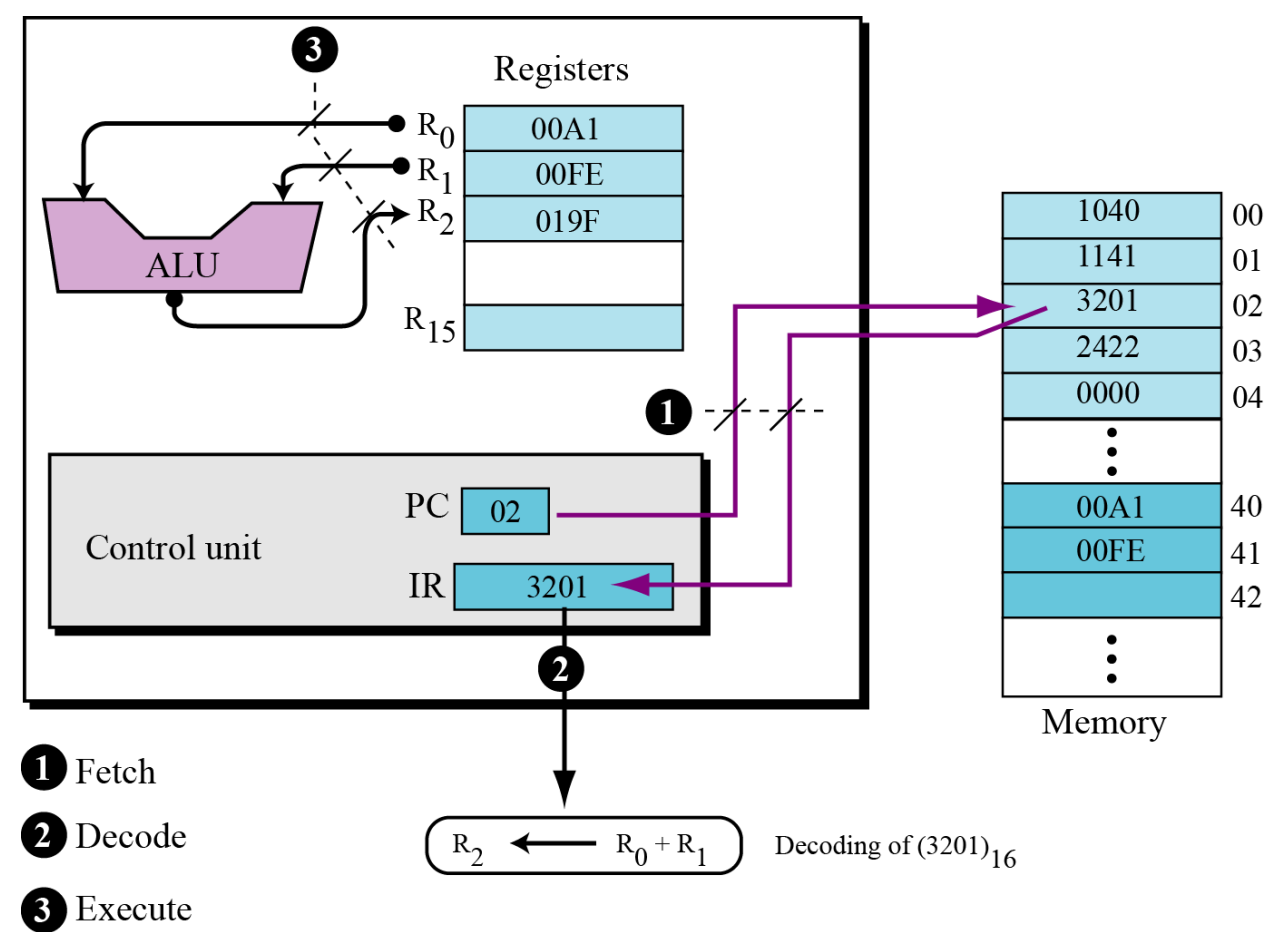 3
Registers
R0 00A1
R1 00FE
R2 019F
R15
ALU
1040 00
1141 01
3201 02
2422 03
0000 04
00A1 40
00FE 41
42
Memory
1
Control unit
PC 02
IR 3201
2
1 Fetch
2 Decode
3 Execute
R2 ← R0 + R1
Decoding of (3201)16